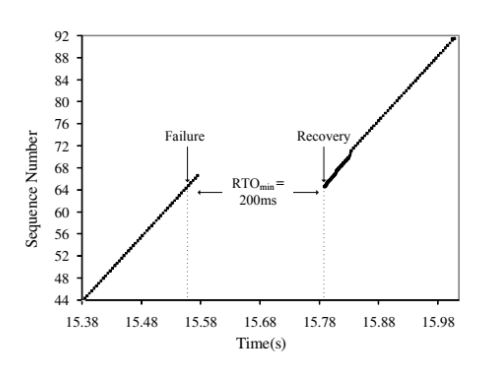 92
88
84
80
76
72
68
64
60
56
52
48
44
Sequence Number
Failure
Recovery
RTOmin=
200ms
15.38 15.48 15.58 15.68 15.78 15.88 15.98
Time(s)